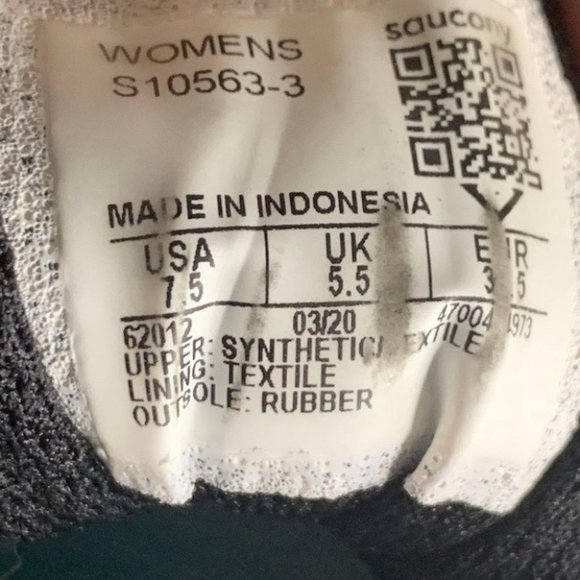 saucony
WOMENS
S10563-3
MADE IN INDONESIA
USA UK EUR
7.5 5.5
62012 03/20
UPPER: SYNTHETIC/ TEXTILE
LINING: TEXTILE
OUTSOLE: RUBBER